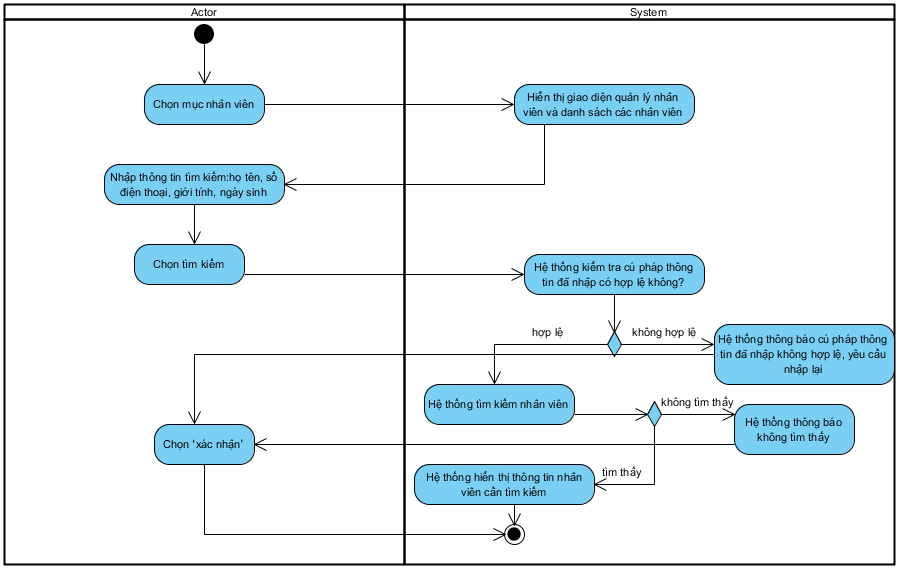 Actor
System
Chọn mục nhân viên
Hiển thị giao diện quản lý nhân
viên và danh sách các nhân viên
Nhập thông tin tìm kiếm:họ tên, số
điện thoại, giới tính, ngày sinh
Chọn tìm kiếm
Hệ thống kiểm tra cú pháp thông
tin đã nhập có hợp lệ không?
hợp lệ
không hợp lệ
Hệ thống thông báo cú pháp thông
tin đã nhập không hợp lệ, yêu cầu
nhập lại
Hệ thống tìm kiếm nhân viên
không tìm thấy
Hệ thống thông báo
không tìm thấy
Chọn ‘xác nhận’
tìm thấy
Hệ thống hiển thị thông tin nhân
viên cần tìm kiếm